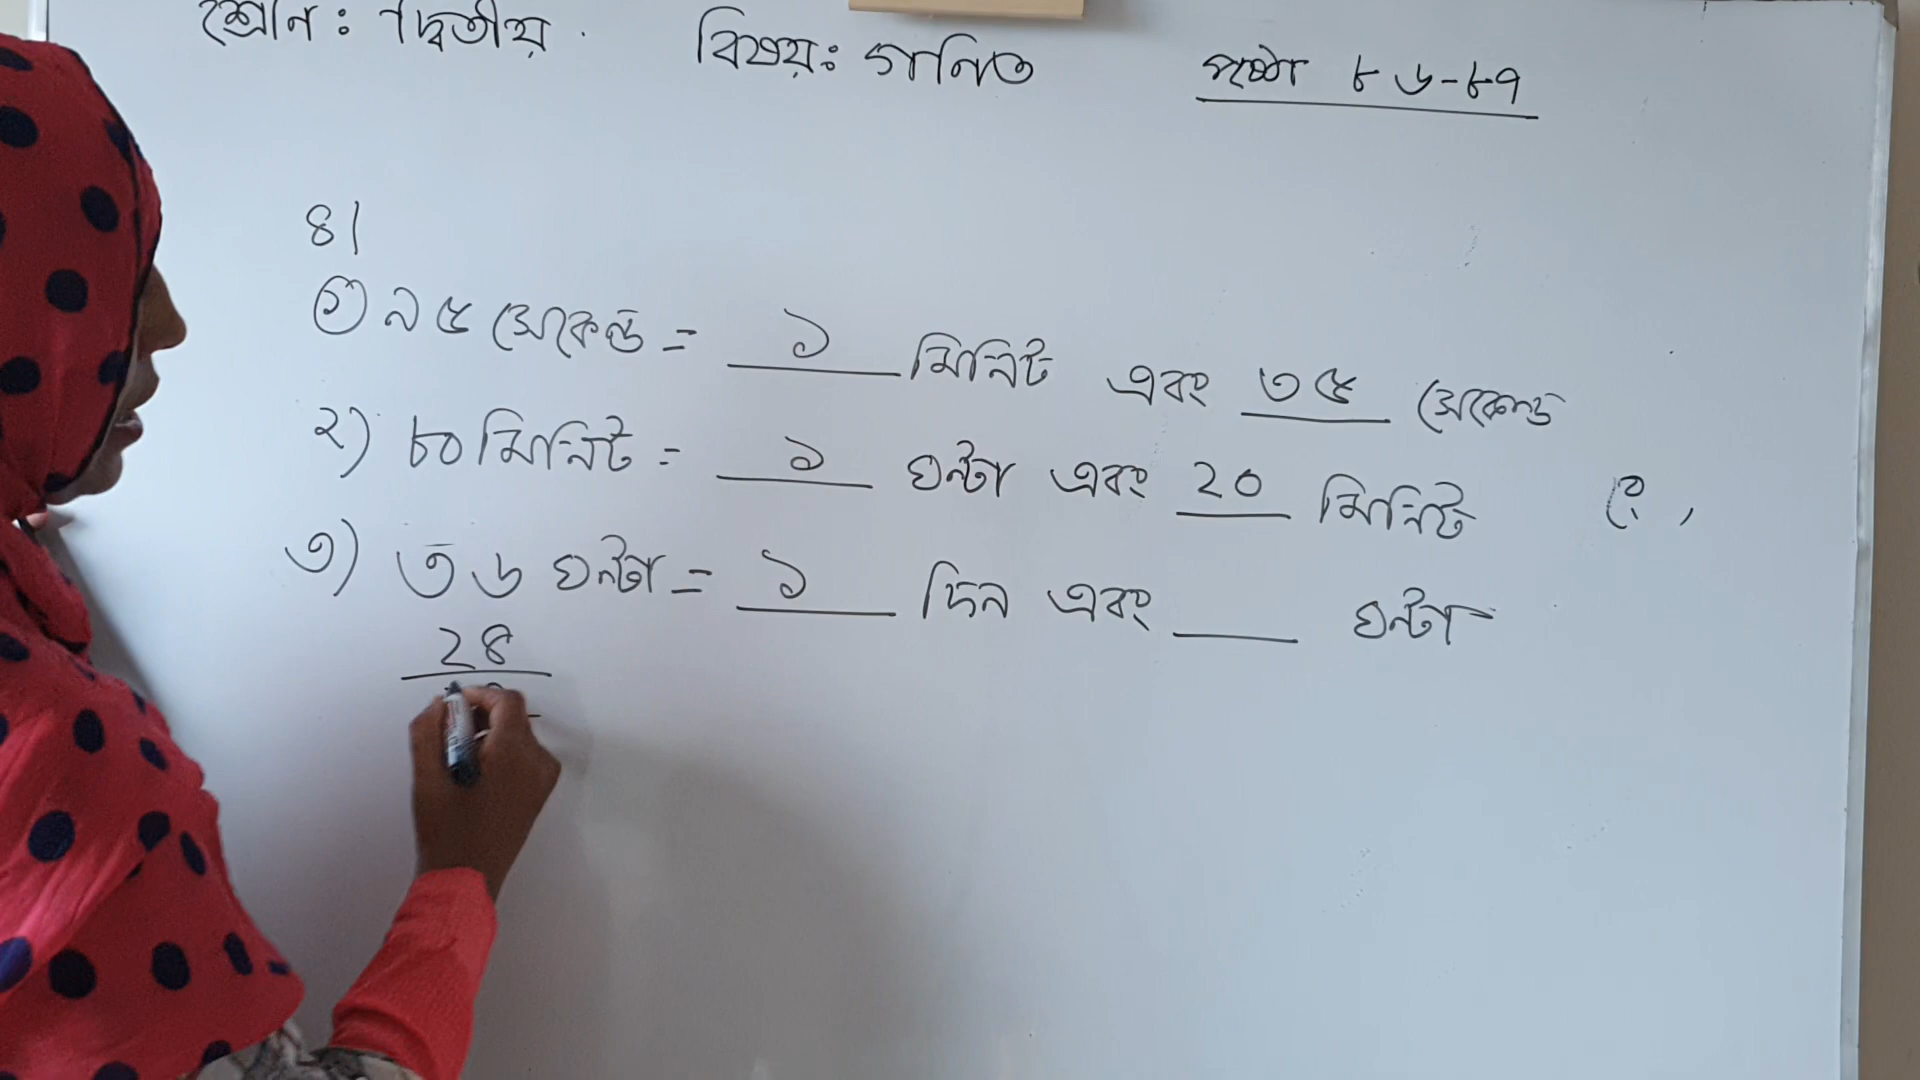 শ্রেণি : দ্বিতীয়
বিষয়ঃ গনিত
পৃষ্ঠা ৮৬-৮৭
৪।
১) ৯৫ সেকেন্ড = ১ মিনিট এবং ৩৫ সেকেন্ড
২) ৮০ মিনিট = ১ ঘন্টা এবং ২০ মিনিট
৩) ৩৬ ঘন্টা = ১ দিন এবং ___ ঘন্টা
২৪